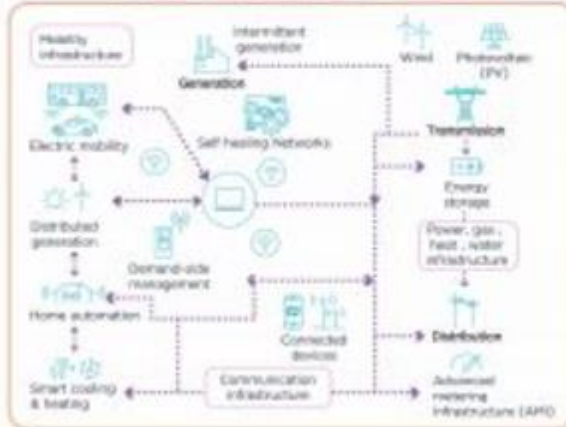 Mobility
infrastructure
Intermittent
generation
Generation
Wind
Photovoltaic
(PV)
Electric mobility
Self healing Networks
Transmission
Energy
storage
Distributed
generation
Demand-side
management
Power, gas,
heat, water
infrastructure
Home automation
Connected
devices
Distribution
Smart cooling
& heating
Communication
infrastructure
Advanced
metering
infrastructure (AMI)